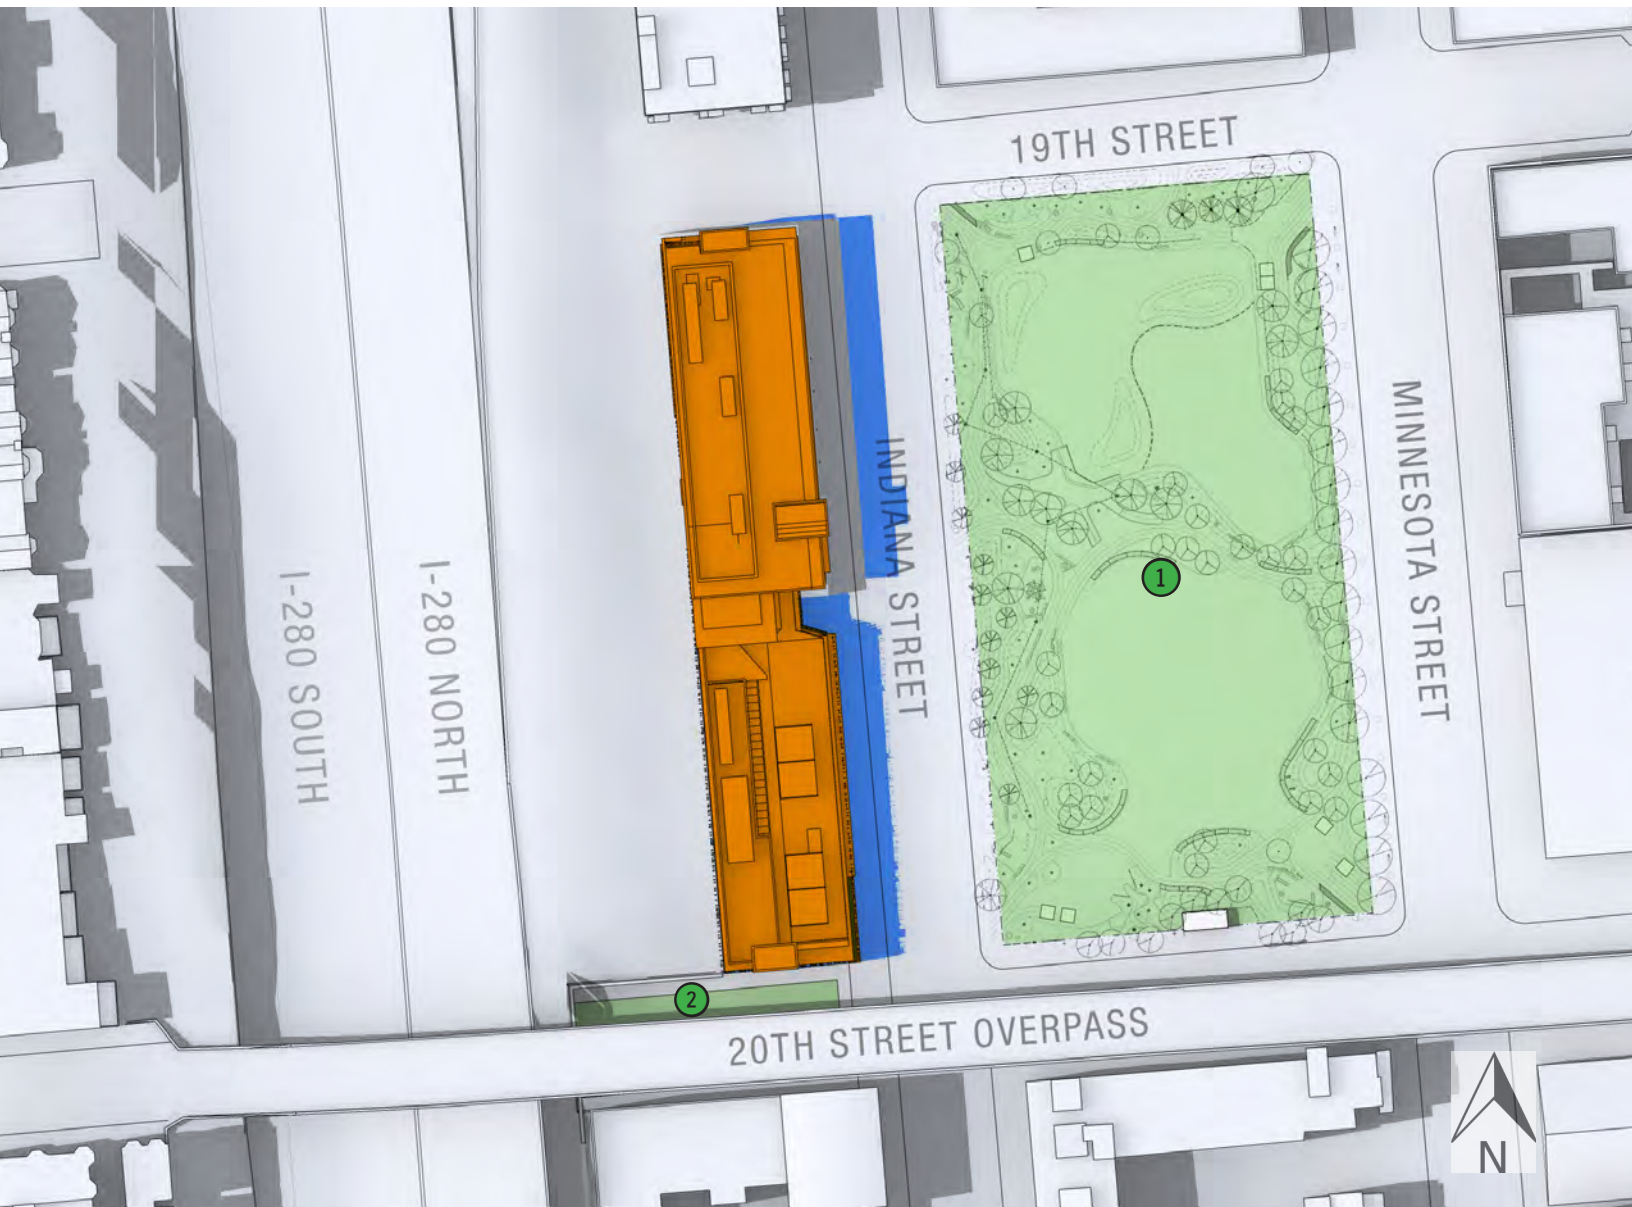 19TH STREET
INDIANA STREET
MINNESOTA STREET
1
I-280 SOUTH
I-280 NORTH
2
20TH STREET OVERPASS
N